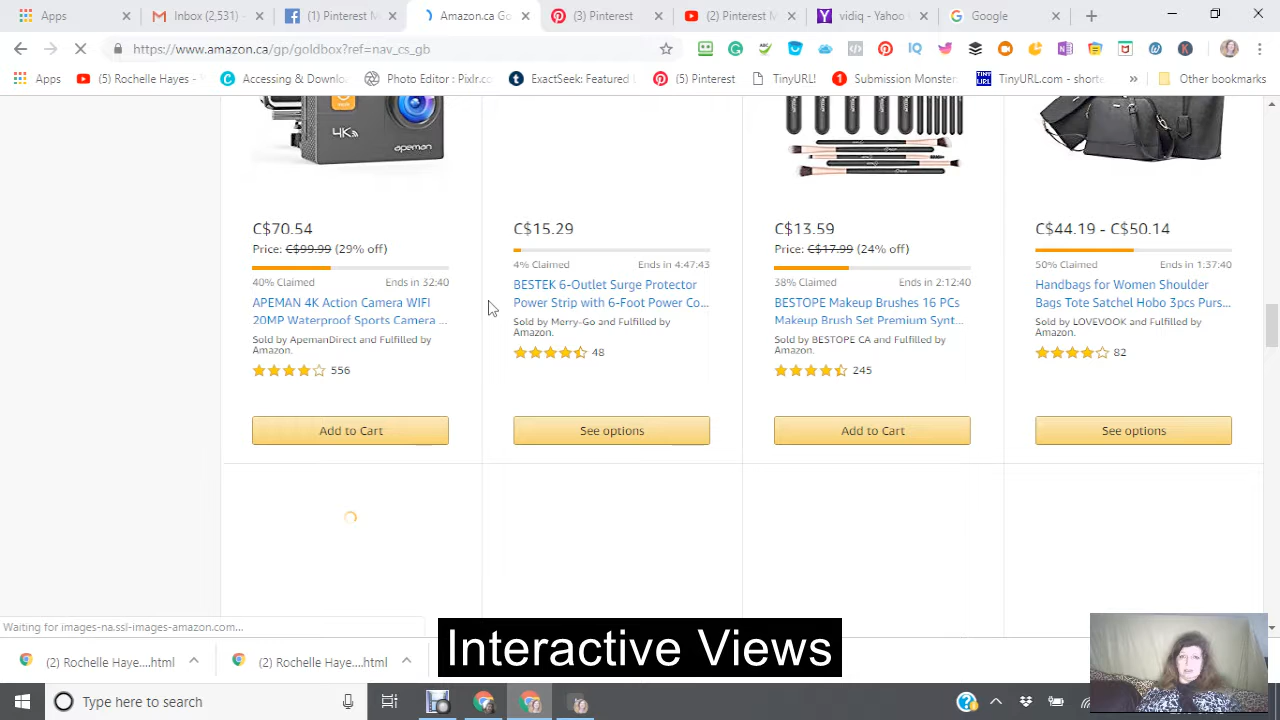 Apps
Inbox (2,531) -
(1) Pinterest M
Amazon.ca Go
(3) Pinterest
(2) Pinterest M
vidiq - Yahoo
Google
https://www.amazon.ca/gp/goldbox?ref=nav_cs_gb
Apps
(5) Rochelle Hayes -
Accessing & Downlo
Photo Editor : Pixlr.co
ExactSeek: Featured
(5) Pinterest
TinyURL!
Submission Monster
TinyURL.com - shorte
Other bookmarks
4K
apeman
C$70.54
Price: C$99.99 (29% off)
40% Claimed Ends in 32:40
APEMAN 4K Action Camera WIFI
20MP Waterproof Sports Camera ...
Sold by ApemanDirect and Fulfilled by
Amazon.
556
Add to Cart
C$15.29
4% Claimed Ends in 4:47:43
BESTEK 6-Outlet Surge Protector
Power Strip with 6-Foot Power Co...
Sold by Merry-Go and Fulfilled by
Amazon.
48
See options
C$13.59
Price: C$17.99 (24% off)
38% Claimed Ends in 2:12:40
BESTOPE Makeup Brushes 16 PCs
Makeup Brush Set Premium Synt...
Sold by BESTOPE CA and Fulfilled by
Amazon.
245
Add to Cart
C$44.19 - C$50.14
50% Claimed Ends in 1:37:40
Handbags for Women Shoulder
Bags Tote Satchel Hobo 3pcs Purs...
Sold by LOVEVOOK and Fulfilled by
Amazon.
82
See options
Waiting for images-na.ssl-images-amazon.com...
(2) Rochelle Haye....html
(2) Rochelle Haye....html
Interactive Views
Type here to search